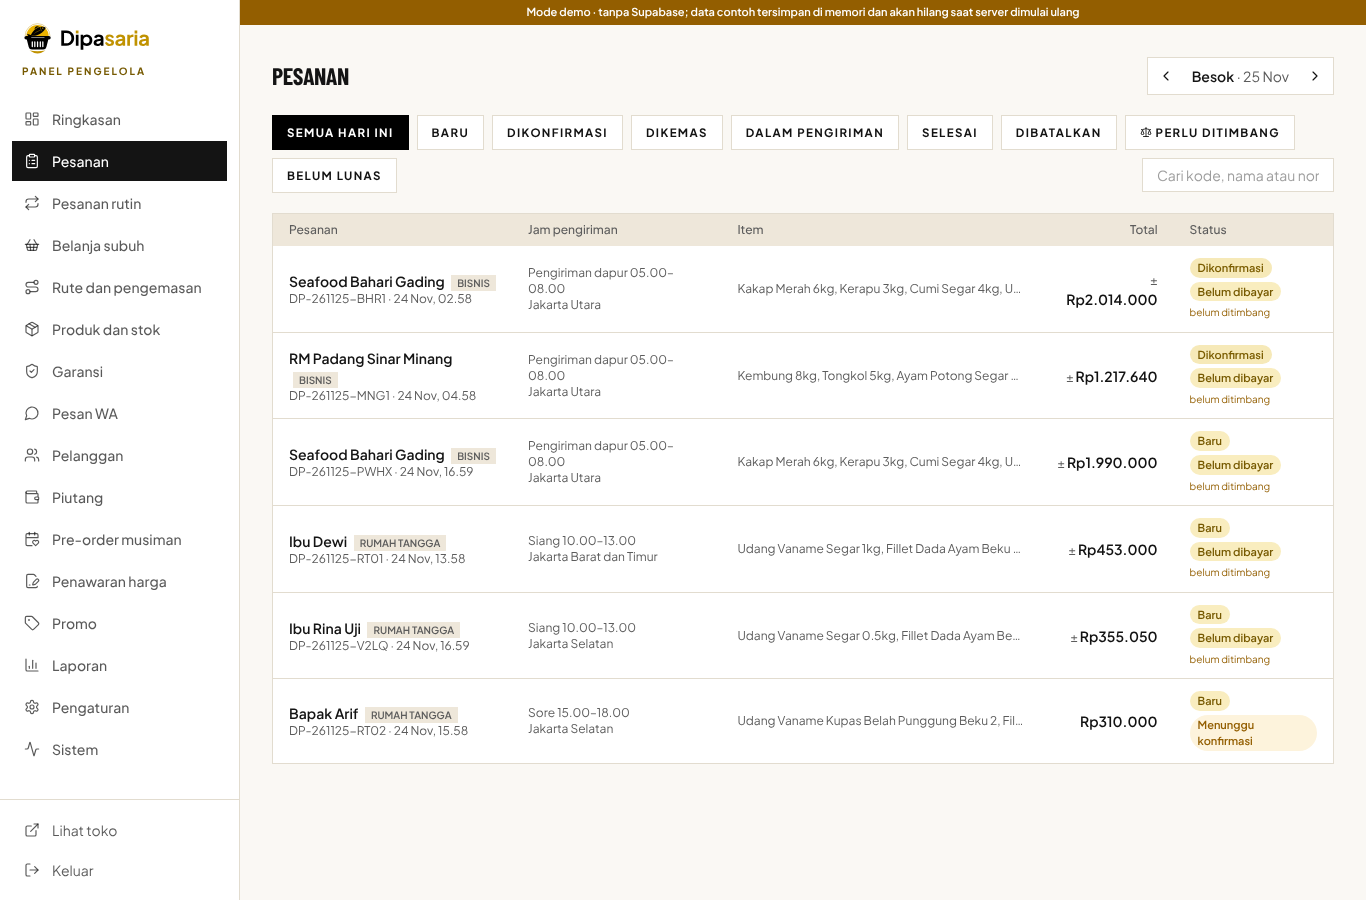 Mode demo · tanpa Supabase; data contoh tersimpan di memori dan akan hilang saat server dimulai ulang
Dipasaria
PANEL PENGELOLA
Ringkasan
Pesanan
Pesanan rutin
Belanja subuh
Rute dan pengemasan
Produk dan stok
Garansi
Pesan WA
Pelanggan
Piutang
Pre-order musiman
Penawaran harga
Promo
Laporan
Pengaturan
Sistem
Lihat toko
Keluar
PESANAN
Besok · 25 Nov
SEMUA HARI INI
BARU
DIKONFIRMASI
DIKEMAS
DALAM PENGIRIMAN
SELESAI
DIBATALKAN
PERLU DITIMBANG
BELUM LUNAS
Cari kode, nama atau nor
Pesanan Jam pengiriman Item Total Status
Seafood Bahari Gading BISNIS
DP-261125-BHR1 · 24 Nov, 02.58
Pengiriman dapur 05.00–
08.00
Jakarta Utara
Kakap Merah 6kg, Kerapu 3kg, Cumi Segar 4kg, U...
±
Rp2.014.000
Dikonfirmasi
Belum dibayar
belum ditimbang
RM Padang Sinar Minang
BISNIS
DP-261125-MNG1 · 24 Nov, 04.58
Pengiriman dapur 05.00–
08.00
Jakarta Utara
Kembung 8kg, Tongkol 5kg, Ayam Potong Segar ...
± Rp1.217.640
Dikonfirmasi
Belum dibayar
belum ditimbang
Seafood Bahari Gading BISNIS
DP-261125-PWHX · 24 Nov, 16.59
Pengiriman dapur 05.00–
08.00
Jakarta Utara
Kakap Merah 6kg, Kerapu 3kg, Cumi Segar 4kg, U...
± Rp1.990.000
Baru
Belum dibayar
belum ditimbang
Ibu Dewi RUMAH TANGGA
DP-261125-RT01 · 24 Nov, 13.58
Siang 10.00–13.00
Jakarta Barat dan Timur
Udang Vaname Segar 1kg, Fillet Dada Ayam Beku ...
± Rp453.000
Baru
Belum dibayar
belum ditimbang
Ibu Rina Uji RUMAH TANGGA
DP-261125-V2LQ · 24 Nov, 16.59
Siang 10.00–13.00
Jakarta Selatan
Udang Vaname Segar 0.5kg, Fillet Dada Ayam Be...
± Rp355.050
Baru
Belum dibayar
belum ditimbang
Bapak Arif RUMAH TANGGA
DP-261125-RT02 · 24 Nov, 15.58
Sore 15.00–18.00
Jakarta Selatan
Udang Vaname Kupas Belah Punggung Beku 2, Fil...
Rp310.000
Baru
Menunggu
konfirmasi